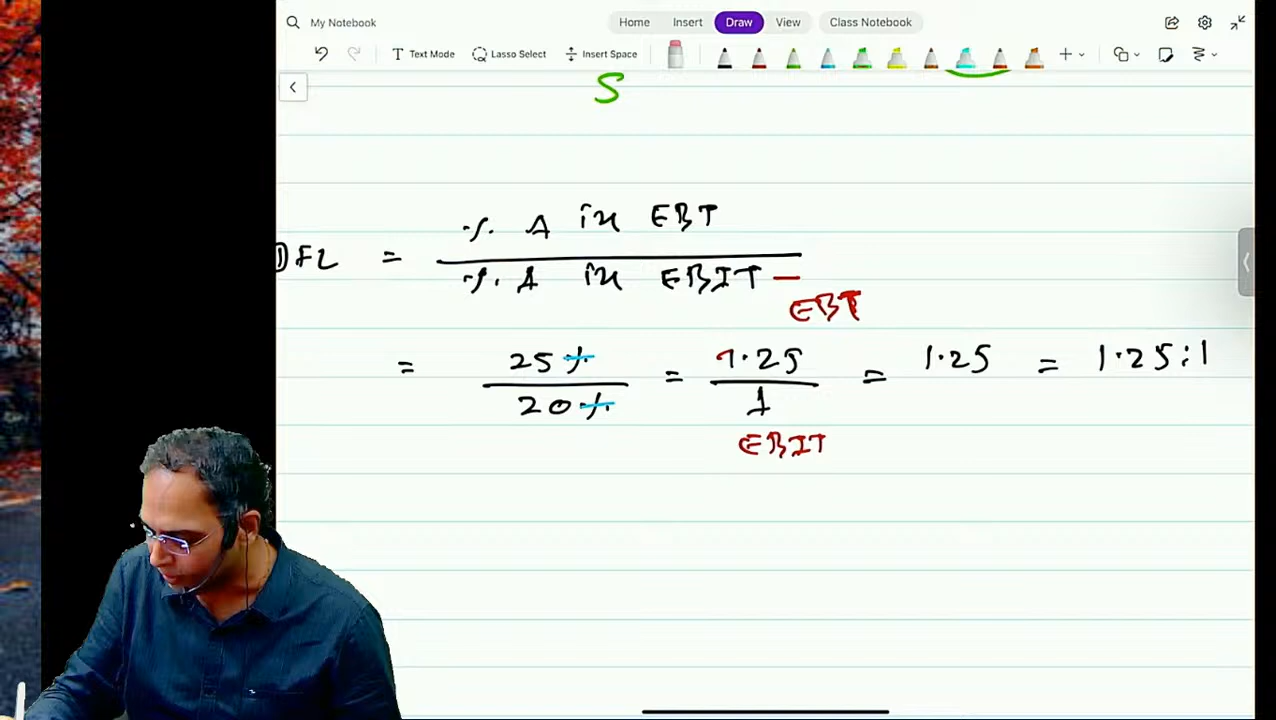 My Notebook
Home Insert Draw View Class Notebook
Text Mode Lasso Select Insert Space
S
DFL = % Δ in EBT
% Δ in EBIT
EBT
= 25% / 20% = 1.25 / 1 = 1.25 = 1.25:1
EBIT